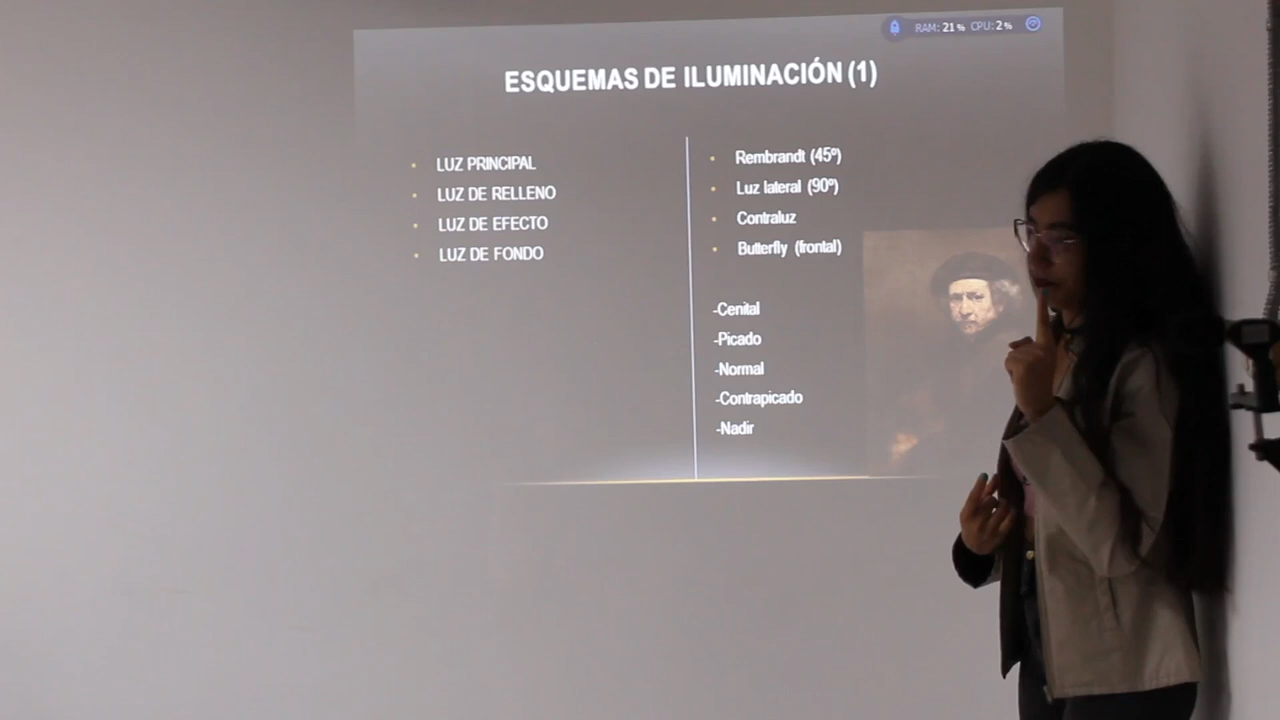 RAM: 21 % CPU: 2 %
ESQUEMAS DE ILUMINACIÓN (1)
• LUZ PRINCIPAL
• LUZ DE RELLENO
• LUZ DE EFECTO
• LUZ DE FONDO
• Rembrandt (45º)
• Luz lateral (90º)
• Contraluz
• Butterfly (frontal)
-Cenital
-Picado
-Normal
-Contrapicado
-Nadir